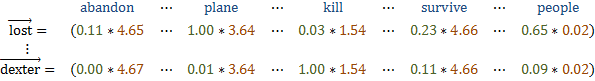 abandon ⋯ plane ⋯ kill ⋯ survive ⋯ people
lost = (0.11 * 4.65 ⋯ 1.00 * 3.64 ⋯ 0.03 * 1.54 ⋯ 0.23 * 4.66 ⋯ 0.65 * 0.02)
⋮
dexter = (0.00 * 4.67 ⋯ 0.01 * 3.64 ⋯ 1.00 * 1.54 ⋯ 0.11 * 4.66 ⋯ 0.09 * 0.02)